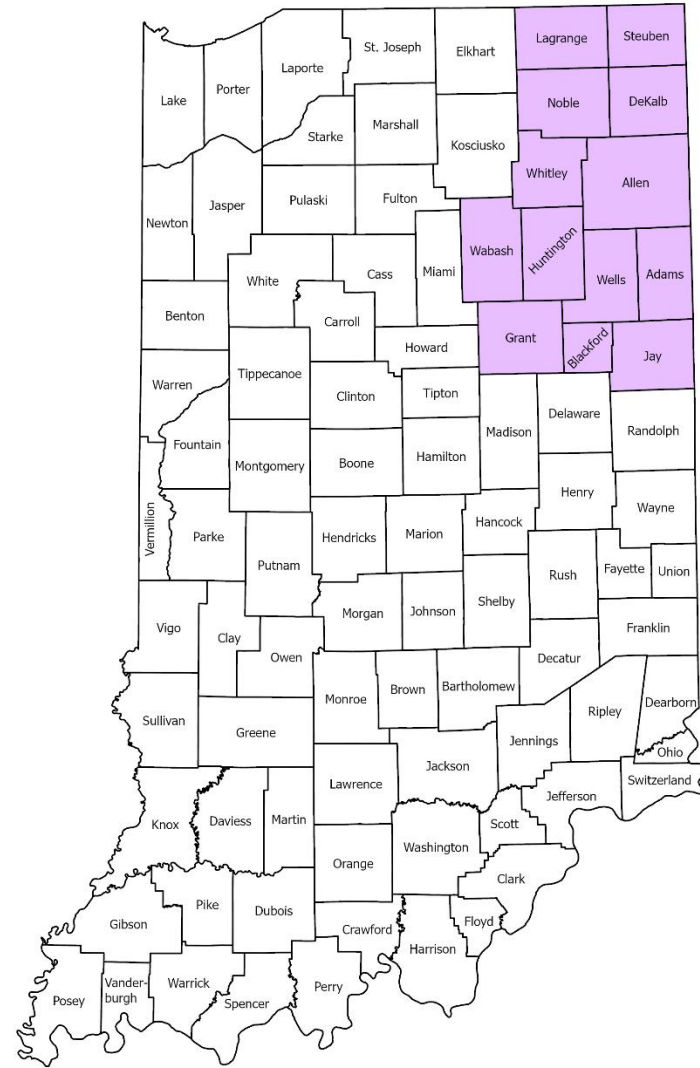 Lagrange
Steuben
St. Joseph
Elkhart
Laporte
Porter
Lake
Noble
DeKalb
Marshall
Starke
Kosciusko
Whitley
Allen
Pulaski
Fulton
Jasper
Newton
Wabash
Huntington
Miami
Cass
White
Wells
Adams
Benton
Carroll
Grant
Howard
Blackford
Jay
Tippecanoe
Warren
Clinton
Tipton
Delaware
Madison
Randolph
Fountain
Montgomery
Boone
Hamilton
Henry
Wayne
Vermillion
Parke
Hendricks
Marion
Hancock
Putnam
Rush
Fayette
Union
Morgan
Johnson
Shelby
Vigo
Clay
Owen
Franklin
Decatur
Monroe
Brown
Bartholomew
Sullivan
Greene
Ripley
Dearborn
Jennings
Ohio
Jackson
Lawrence
Switzerland
Jefferson
Knox
Daviess
Martin
Scott
Washington
Orange
Clark
Pike
Dubois
Gibson
Crawford
Floyd
Harrison
Posey
Vander-
burgh
Warrick
Spencer
Perry